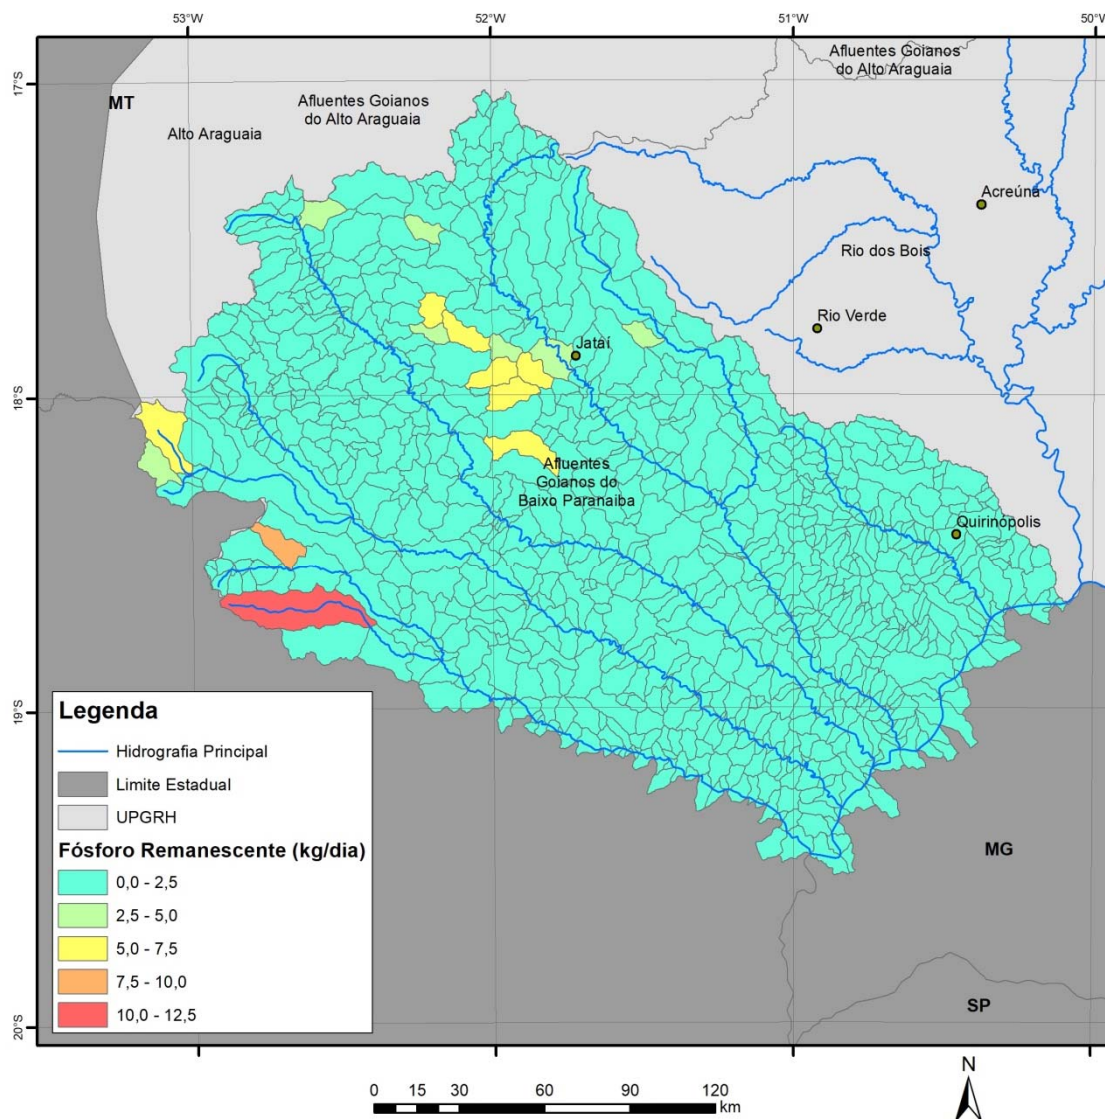 53°W
52°W
51°W
50°W
17°S
18°S
19°S
20°S
MT
Alto Araguaia
Afluentes Goianos
do Alto Araguaia
Afluentes Goianos
do Alto Araguaia
Acreúna
Rio dos Bois
Rio Verde
Jataí
Afluentes
Goianos do
Baixo Paranaiba
Quirinópolis
MG
SP
Legenda
Hidrografia Principal
Limite Estadual
UPGRH
Fósforo Remanescente (kg/dia)
0,0 - 2,5
2,5 - 5,0
5,0 - 7,5
7,5 - 10,0
10,0 - 12,5
0 15 30 60 90 120
km
N